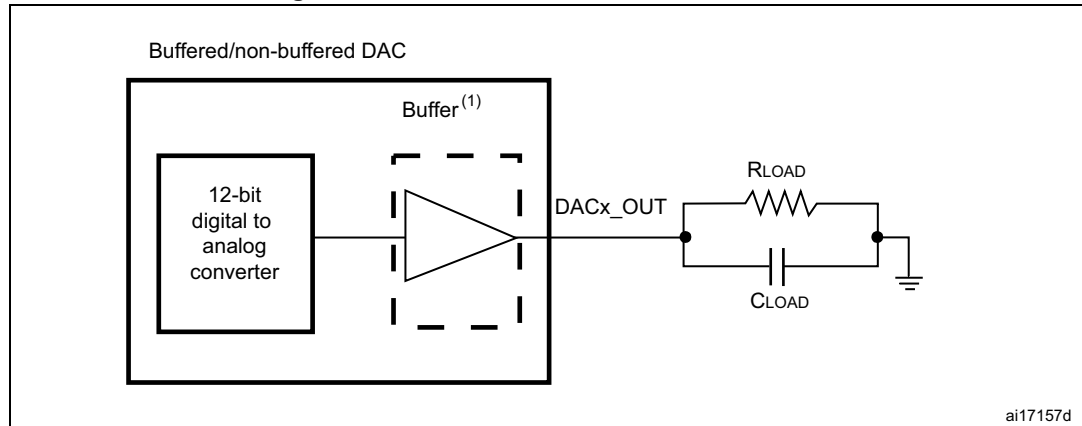 Buffered/non-buffered DAC
Buffer(1)
12-bit
digital to
analog
converter
DACx_OUT
RLOAD
CLOAD
ai17157d